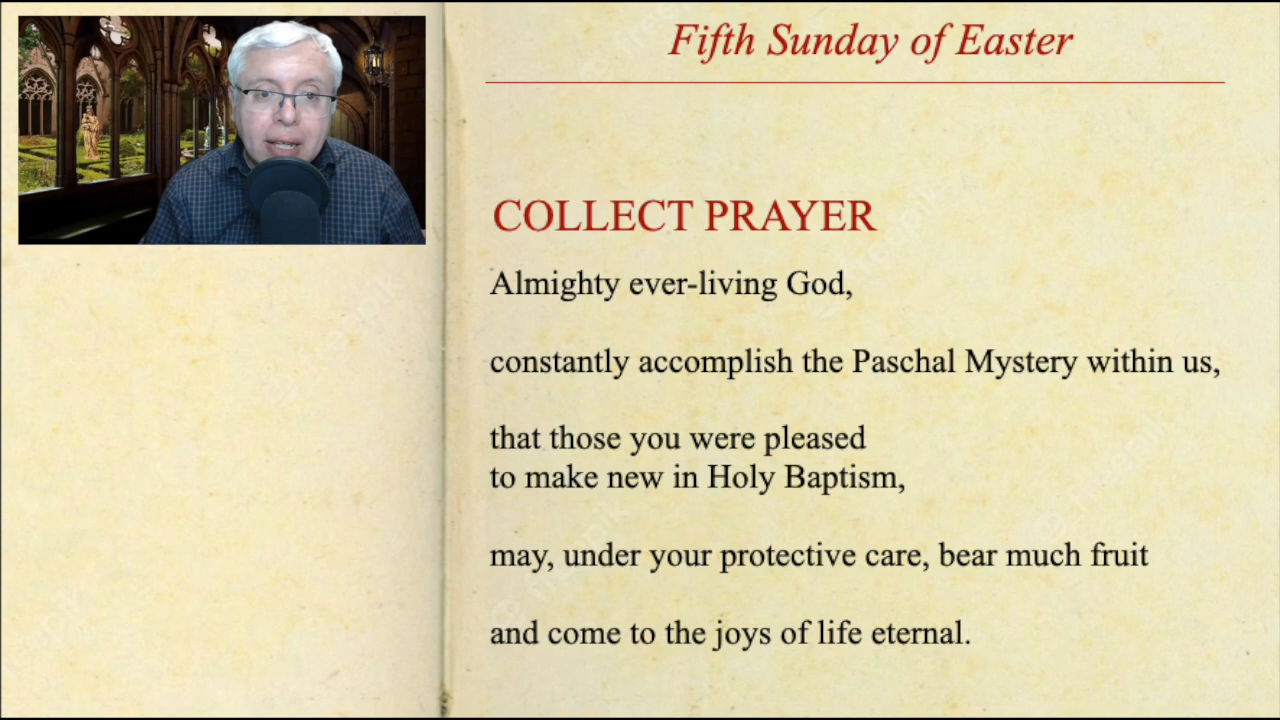 Fifth Sunday of Easter
COLLECT PRAYER
Almighty ever-living God,
constantly accomplish the Paschal Mystery within us,
that those you were pleased
to make new in Holy Baptism,
may, under your protective care, bear much fruit
and come to the joys of life eternal.